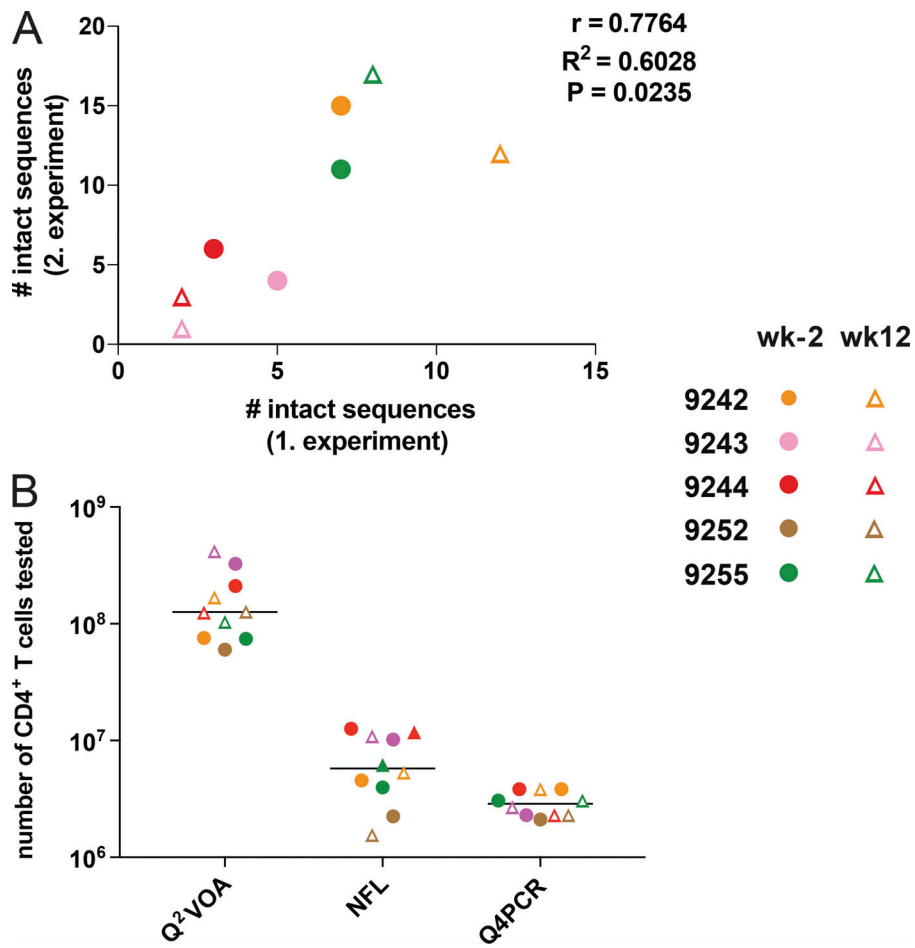 A
20
15
10
5
0
0
5
10
15
# intact sequences
(2. experiment)
# intact sequences
(1. experiment)
r = 0.7764
R² = 0.6028
P = 0.0235
wk-2 wk12
9242
9243
9244
9252
9255
B
10⁹
10⁸
10⁷
10⁶
number of CD4⁺ T cells tested
Q²VOA
NFL
Q4PCR